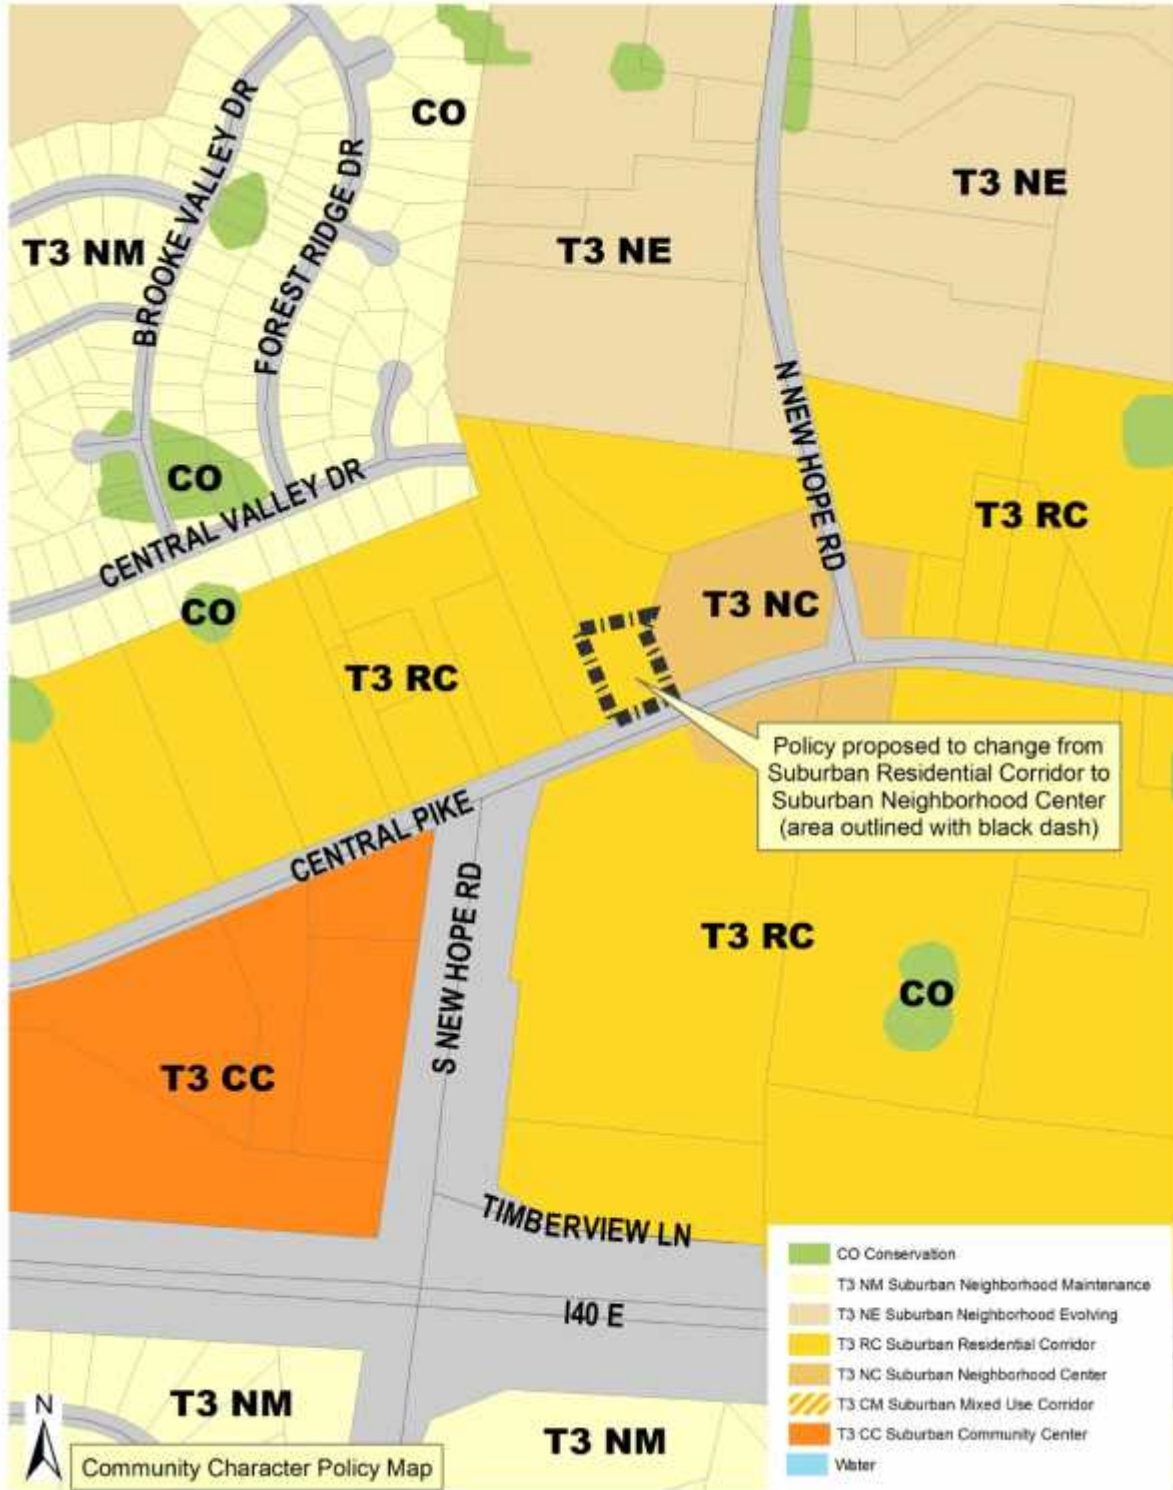 CO
T3 NE
BROOKE VALLEY DR
FOREST RIDGE DR
T3 NM
T3 NE
N NEW HOPE RD
CO
CENTRAL VALLEY DR
T3 RC
CO
T3 NC
T3 RC
Policy proposed to change from
Suburban Residential Corridor to
Suburban Neighborhood Center
(area outlined with black dash)
CENTRAL PIKE
S NEW HOPE RD
T3 RC
CO
T3 CC
TIMBERVIEW LN
I40 E
CO Conservation
T3 NM Suburban Neighborhood Maintenance
T3 NE Suburban Neighborhood Evolving
T3 RC Suburban Residential Corridor
T3 NC Suburban Neighborhood Center
T3 CM Suburban Mixed Use Corridor
T3 CC Suburban Community Center
Water
T3 NM
T3 NM
N
Community Character Policy Map